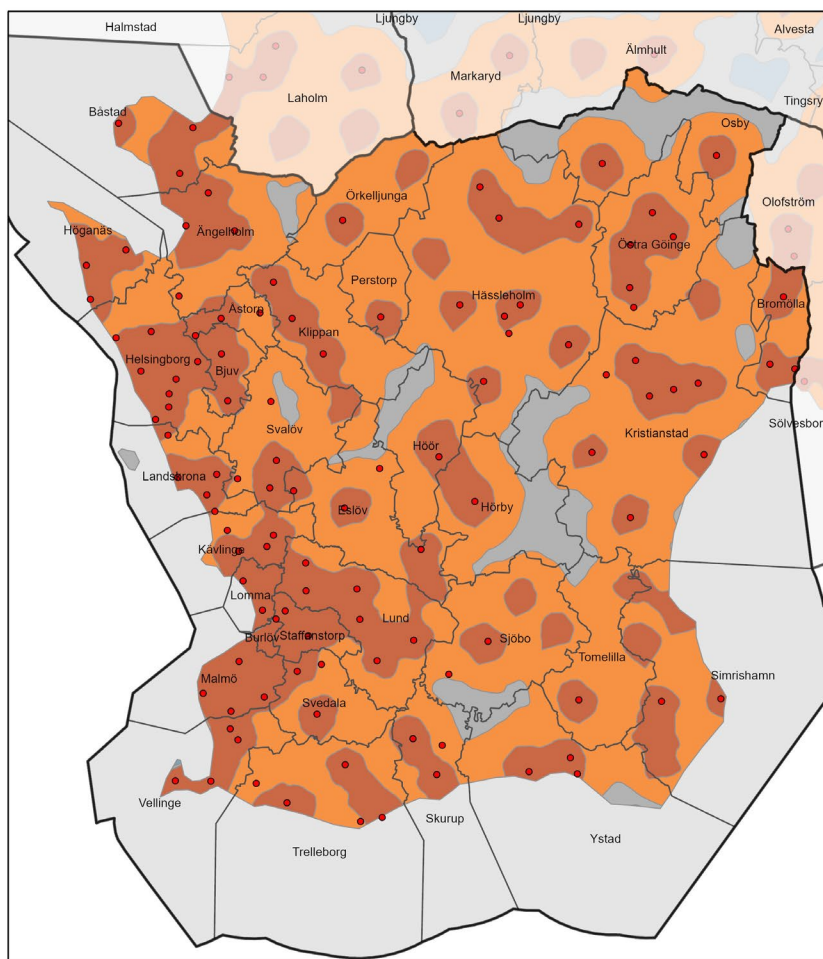 Ljungby
Ljungby
Halmstad
Alvesta
Älmhult
Markaryd
Laholm
Tingsry
Båstad
Osby
Örkelljunga
Olofström
Höganäs
Ängelholm
Östra Göinge
Perstorp
Hässleholm
Bromölla
Åstorp
Klippan
Helsingborg
Bjuv
Svalöv
Sölvesbor
Kristianstad
Höör
Landskrona
Hörby
Eslöv
Kävlinge
Lomma
Lund
Burlöv
Staffanstorp
Sjöbo
Tomelilla
Simrishamn
Malmö
Svedala
Vellinge
Skurup
Ystad
Trelleborg